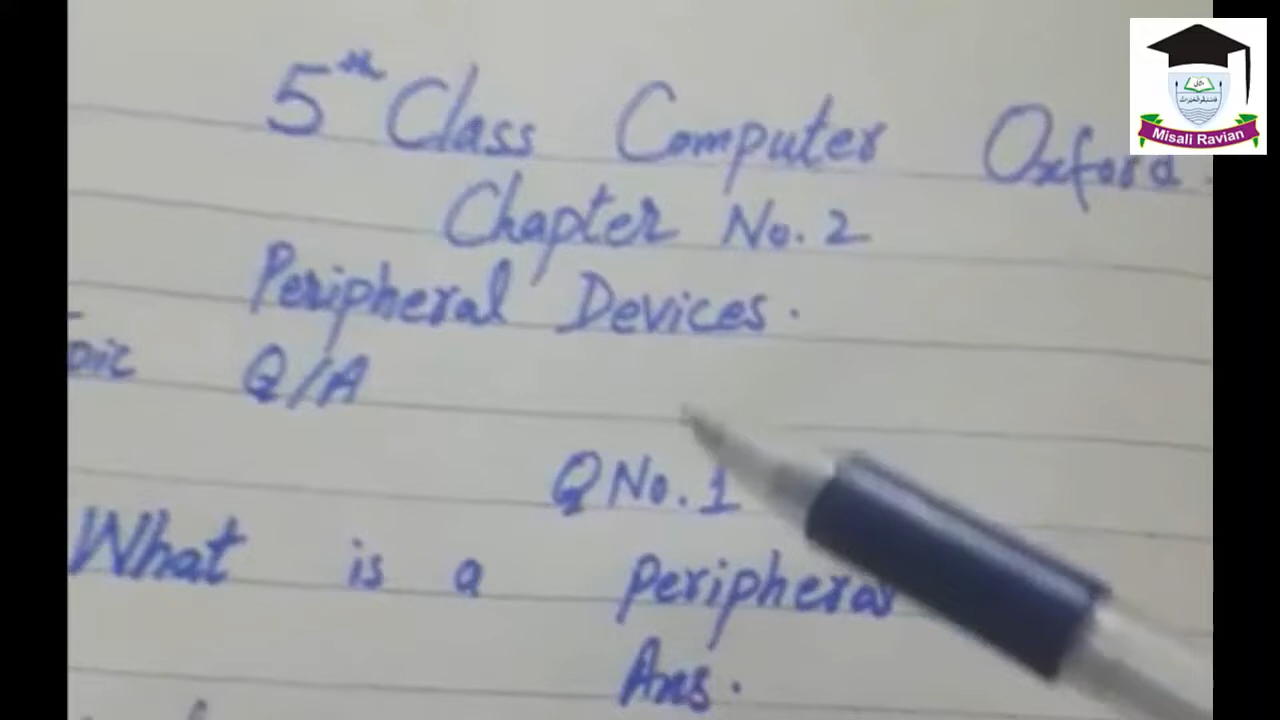 5th Class Computer Oxford
Chapter No. 2
Peripheral Devices.
Q/A
Q No. 1
What is a peripheral
Ans.
Misali Ravian